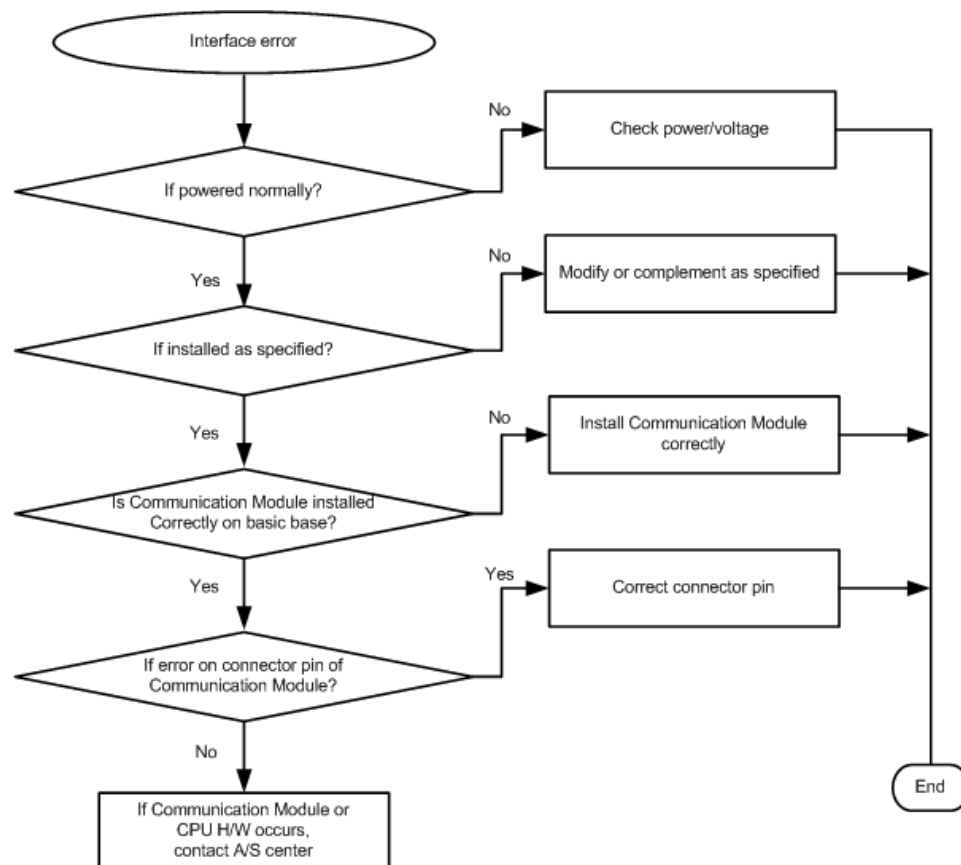 Interface error
No
Check power/voltage
If powered normally?
Yes
No
Modify or complement as specified
If installed as specified?
Yes
No
Install Communication Module
correctly
Is Communication Module installed
Correctly on basic base?
Yes
Yes
Correct connector pin
If error on connector pin of
Communication Module?
No
End
If Communication Module or
CPU H/W occurs,
contact A/S center